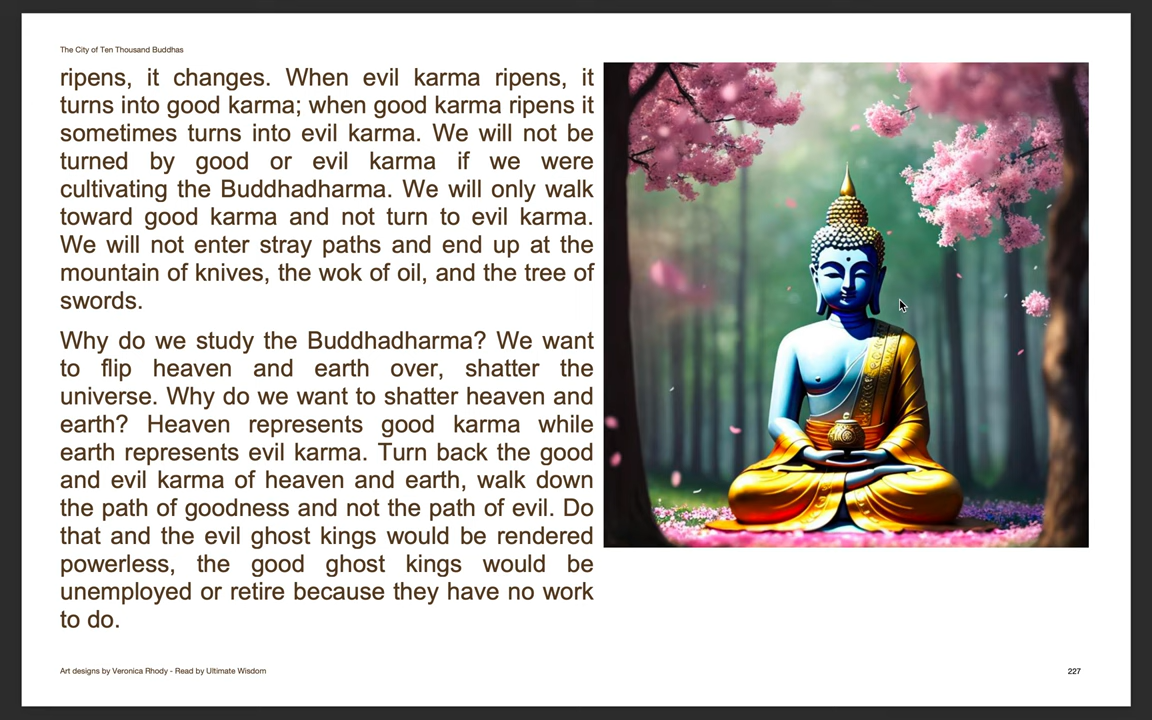 The City of Ten Thousand Buddhas
ripens, it changes. When evil karma ripens, it
turns into good karma; when good karma ripens it
sometimes turns into evil karma. We will not be
turned by good or evil karma if we were
cultivating the Buddhadharma. We will only walk
toward good karma and not turn to evil karma.
We will not enter stray paths and end up at the
mountain of knives, the wok of oil, and the tree of
swords.
Why do we study the Buddhadharma? We want
to flip heaven and earth over, shatter the
universe. Why do we want to shatter heaven and
earth? Heaven represents good karma while
earth represents evil karma. Turn back the good
and evil karma of heaven and earth, walk down
the path of goodness and not the path of evil. Do
that and the evil ghost kings would be rendered
powerless, the good ghost kings would be
unemployed or retire because they have no work
to do.
Art designs by Veronica Rhody - Read by Ultimate Wisdom
227